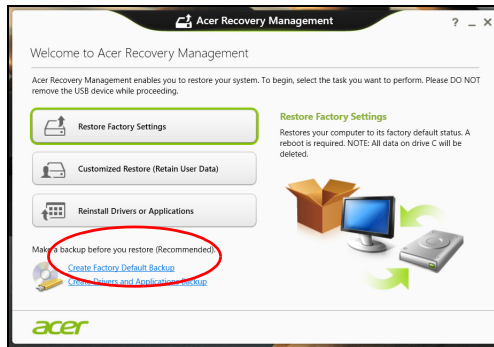 Acer Recovery Management
Welcome to Acer Recovery Management
Acer Recovery Management enables you to restore your system. To begin, select the task you want to perform. Please DO NOT
remove the USB device while proceeding.
Restore Factory Settings
Customized Restore (Retain User Data)
Reinstall Drivers or Applications
Make a backup before you restore (Recommended).
Create Factory Default Backup
Create Drivers and Applications Backup
Restore Factory Settings
Restores your computer to its factory default status. A
reboot is required. NOTE: All data on drive C will be
deleted.
acer